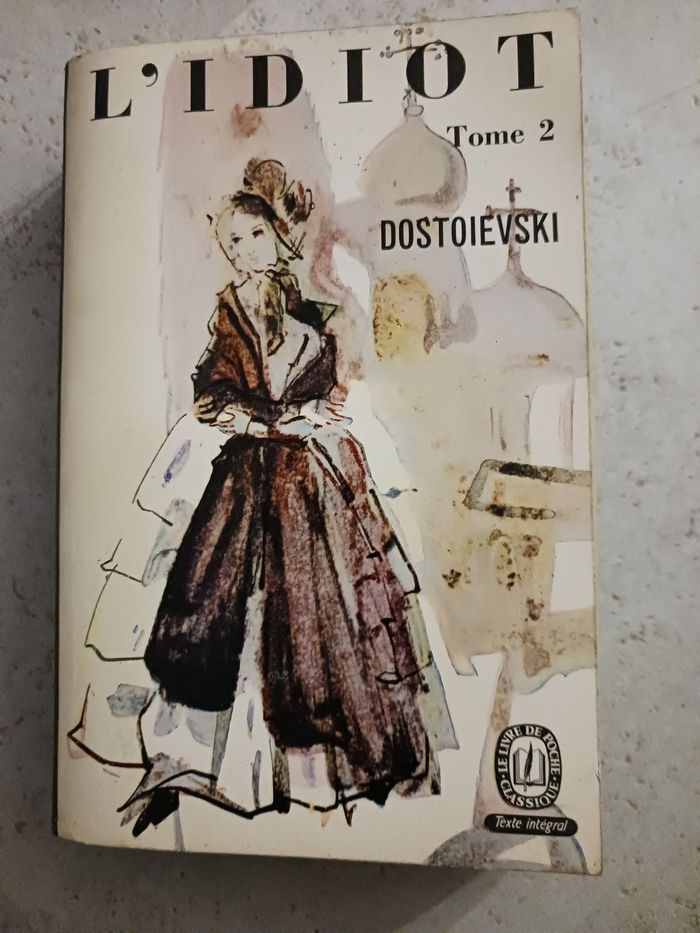 L'IDIOT
Tome 2
DOSTOIEVSKI
LE LIVRE DE POCHE
CLASSIQUE
Texte intégral